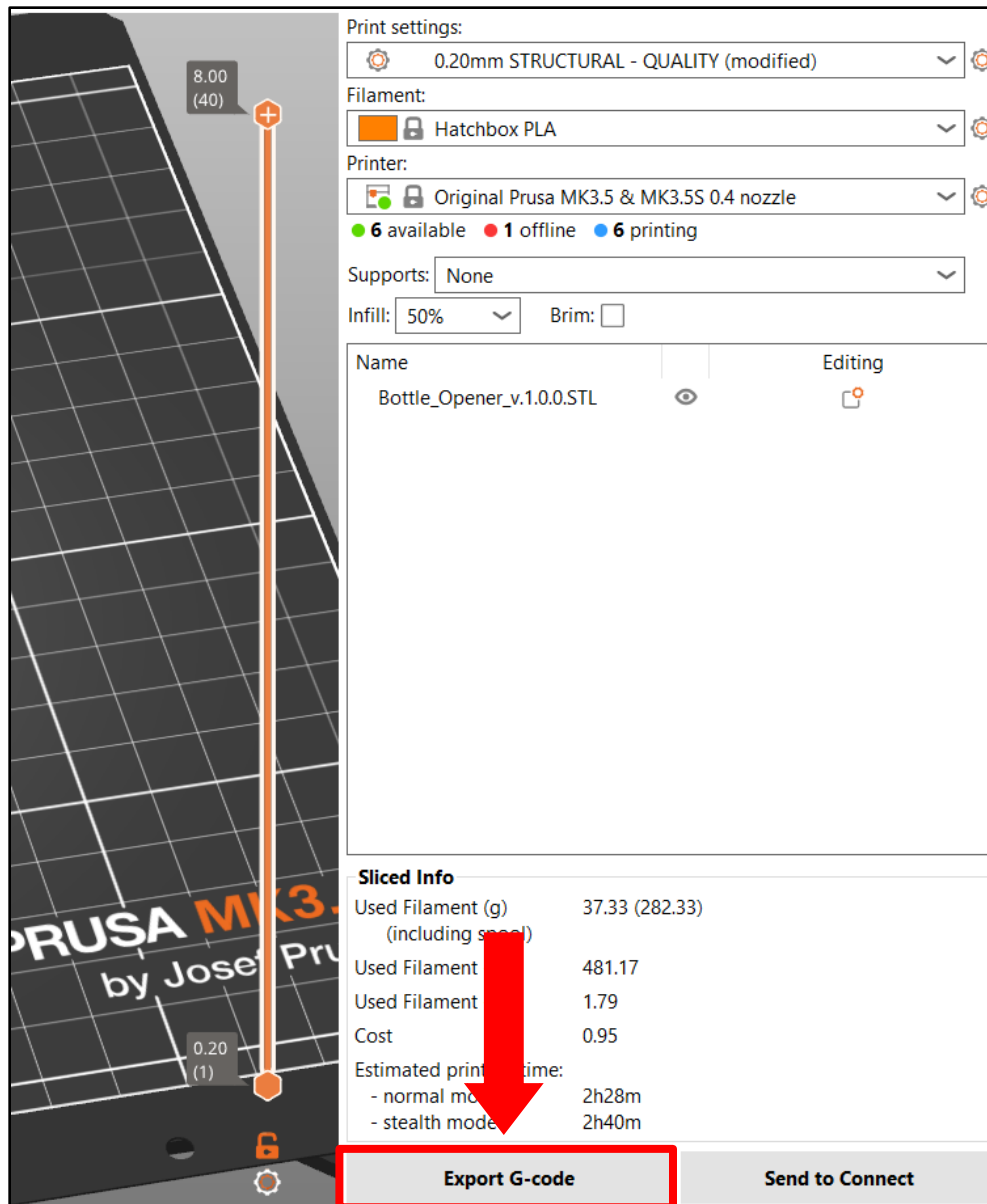 Print settings:
0.20mm STRUCTURAL - QUALITY (modified)
8.00
(40)
Filament:
Hatchbox PLA
Printer:
Original Prusa MK3.5 & MK3.5S 0.4 nozzle
6 available 1 offline 6 printing
Supports: None
Infill: 50% Brim:
Name Editing
Bottle_Opener_v.1.0.0.STL
Sliced Info
Used Filament (g) 37.33 (282.33)
(including spool)
Used Filament 481.17
Used Filament 1.79
Cost 0.95
Estimated time:
- normal 2h28m
- stealth mode 2h40m
PRUSA MK3.
by Josef Pru
0.20
(1)
Export G-code Send to Connect